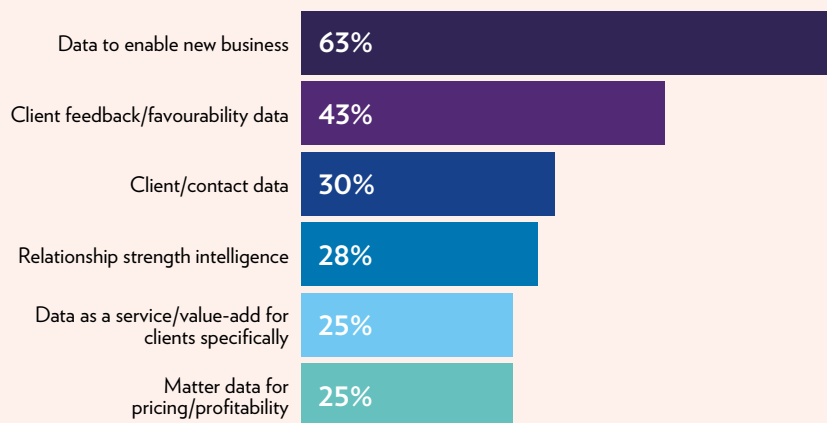 Data to enable new business 63%
Client feedback/favourability data 43%
Client/contact data 30%
Relationship strength intelligence 28%
Data as a service/value-add for
clients specifically
25%
Matter data for
pricing/profitability
25%